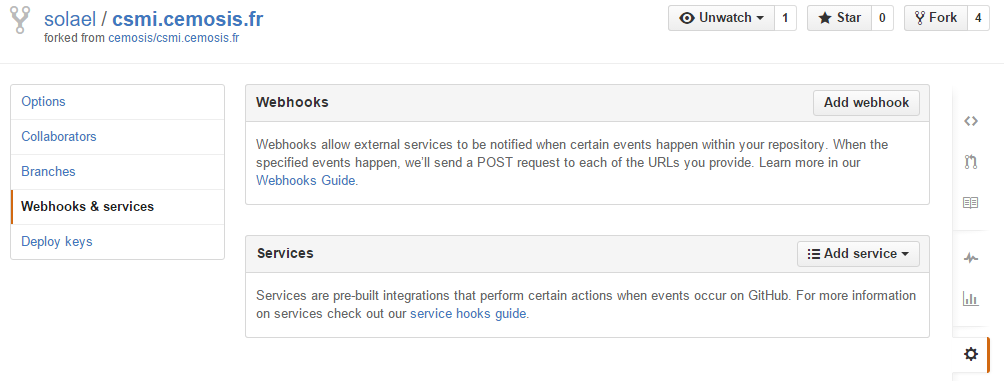 solael / csmi.cemosis.fr
forked from cemosis/csmi.cemosis.fr
Unwatch 1
Star 0
Fork 4
Options
Collaborators
Branches
Webhooks & services
Deploy keys
Webhooks
Add webhook
Webhooks allow external services to be notified when certain events happen within your repository. When the
specified events happen, we'll send a POST request to each of the URLs you provide. Learn more in our
Webhooks Guide.
Services
Add service
Services are pre-built integrations that perform certain actions when events occur on GitHub. For more information
on services check out our service hooks guide.